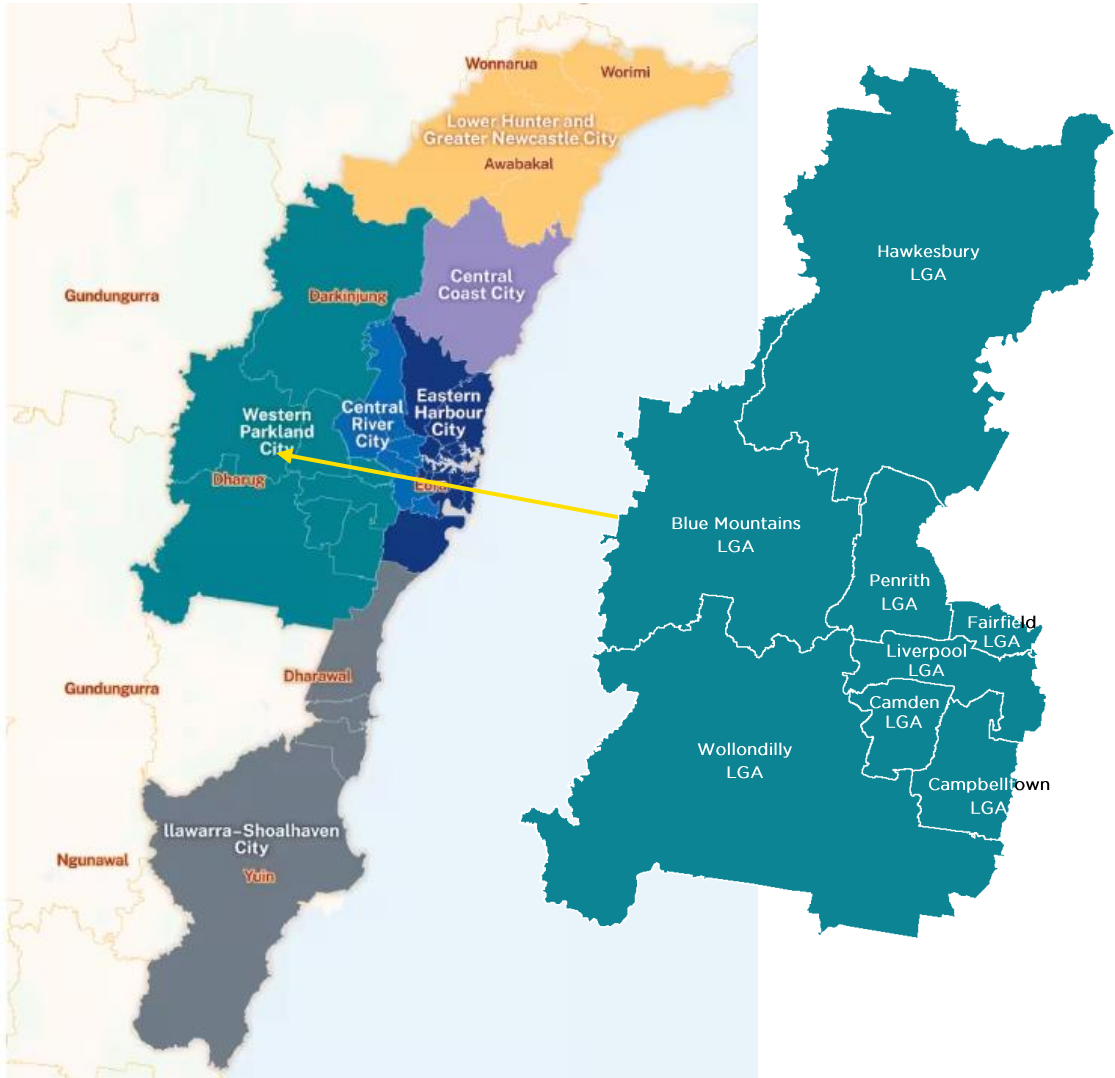 Wonnarua
Worimi
Lower Hunter and
Greater Newcastle City
Awabakal
Central
Coast City
Gundungurra
Darkinjung
Western
Parkland
City
Central
River
City
Eastern
Harbour
City
Dharug
Eora
Gundungurra
Dharawal
llawarra-Shoalhaven
City
Yuin
Ngunawal
Hawkesbury
LGA
Blue Mountains
LGA
Penrith
LGA
Fairfield
LGA
Liverpool
LGA
Camden
LGA
Wollondilly
LGA
Campbelltown
LGA